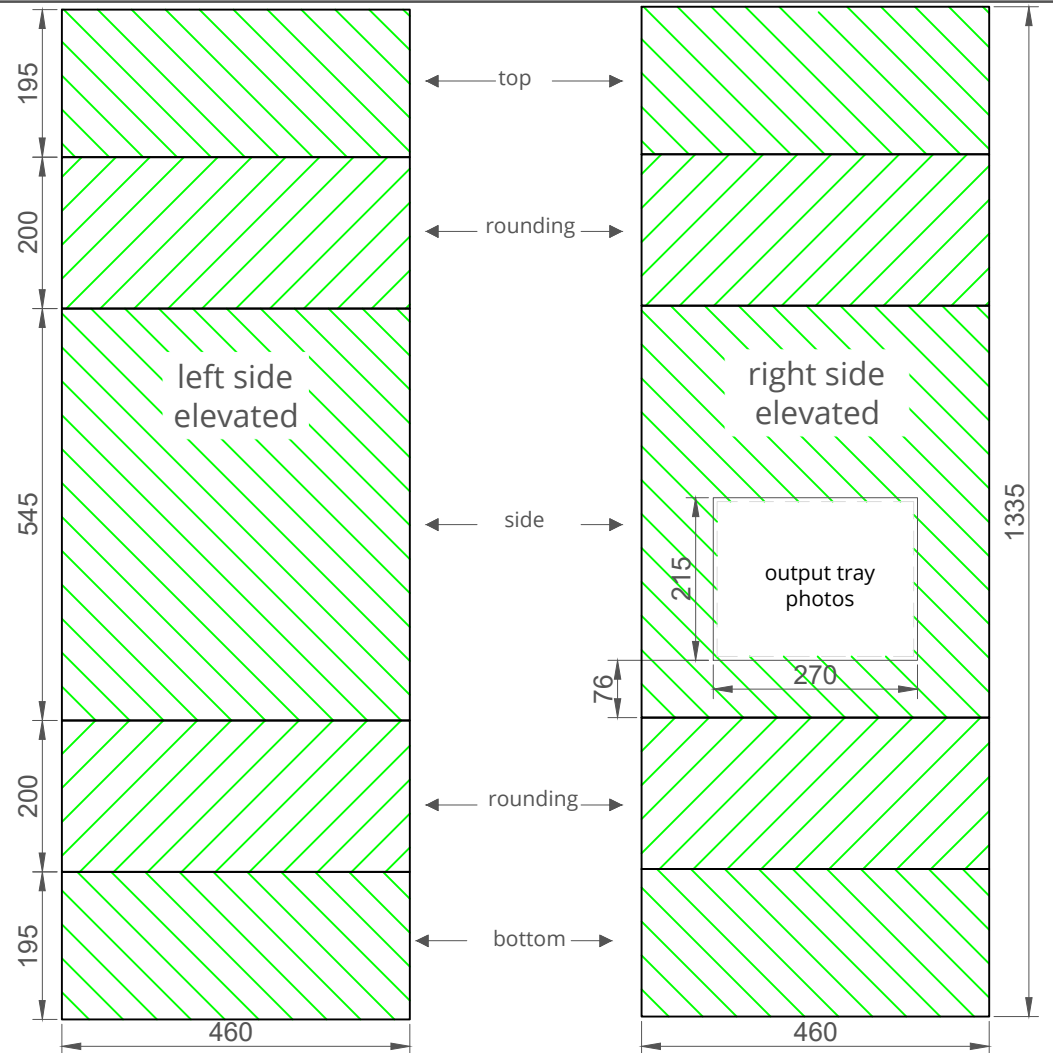 195
top
200
rounding
left side
elevated
right side
elevated
545
side
1335
215
output tray
photos
76
270
200
rounding
195
bottom
460
460